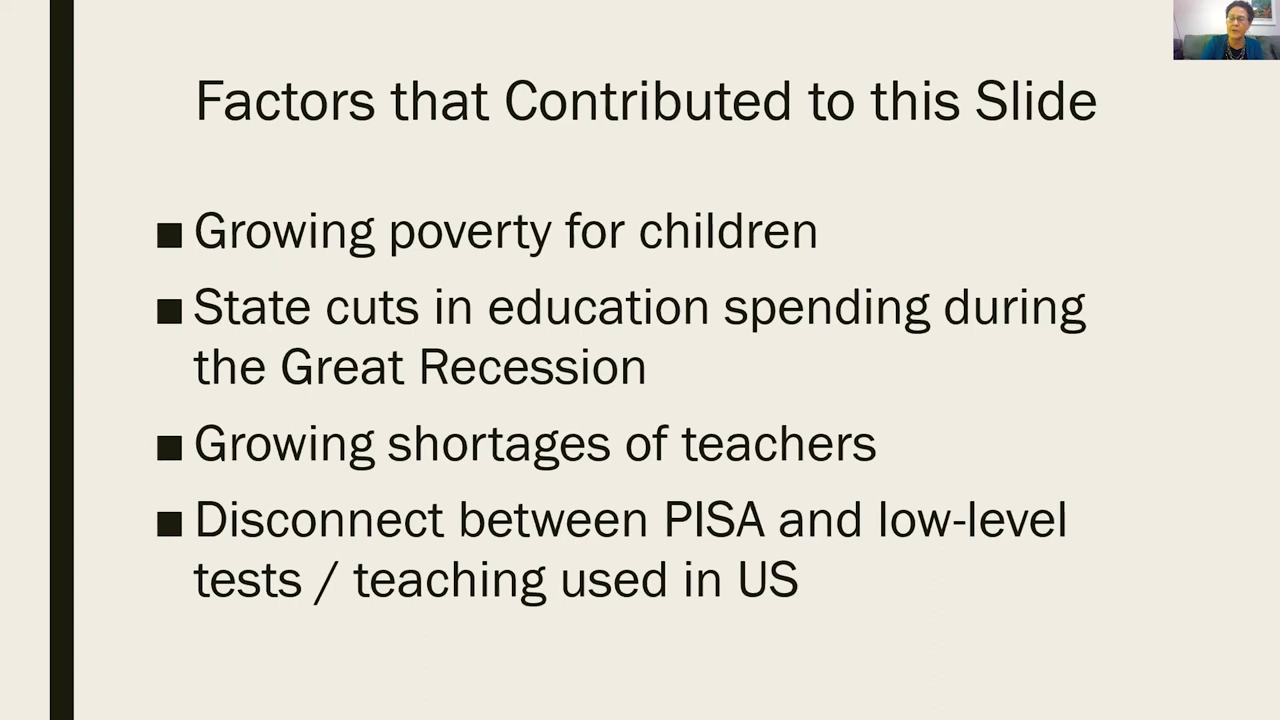 Factors that Contributed to this Slide
■ Growing poverty for children
■ State cuts in education spending during
the Great Recession
■ Growing shortages of teachers
■ Disconnect between PISA and low-level
tests / teaching used in US